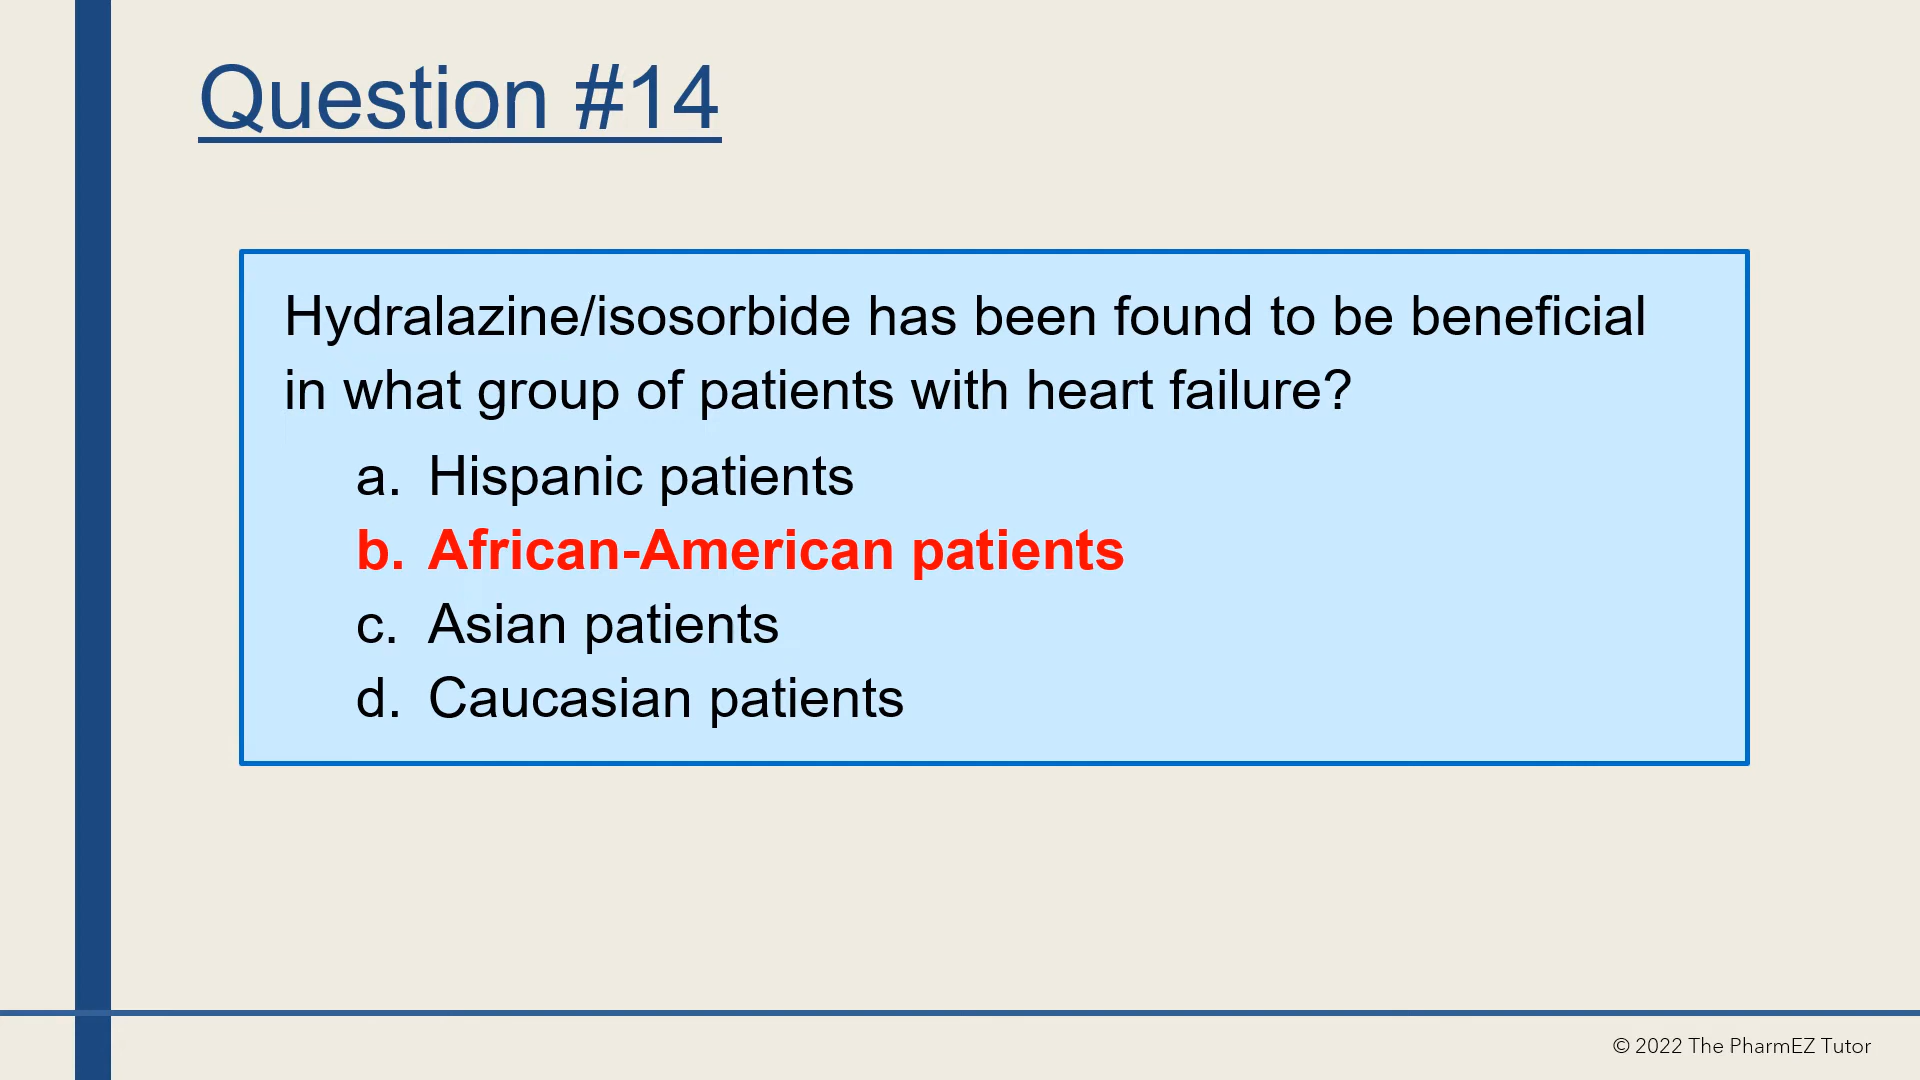 Question #14
Hydralazine/isosorbide has been found to be beneficial
in what group of patients with heart failure?
a. Hispanic patients
b. African-American patients
c. Asian patients
d. Caucasian patients
© 2022 The PharmEZ Tutor